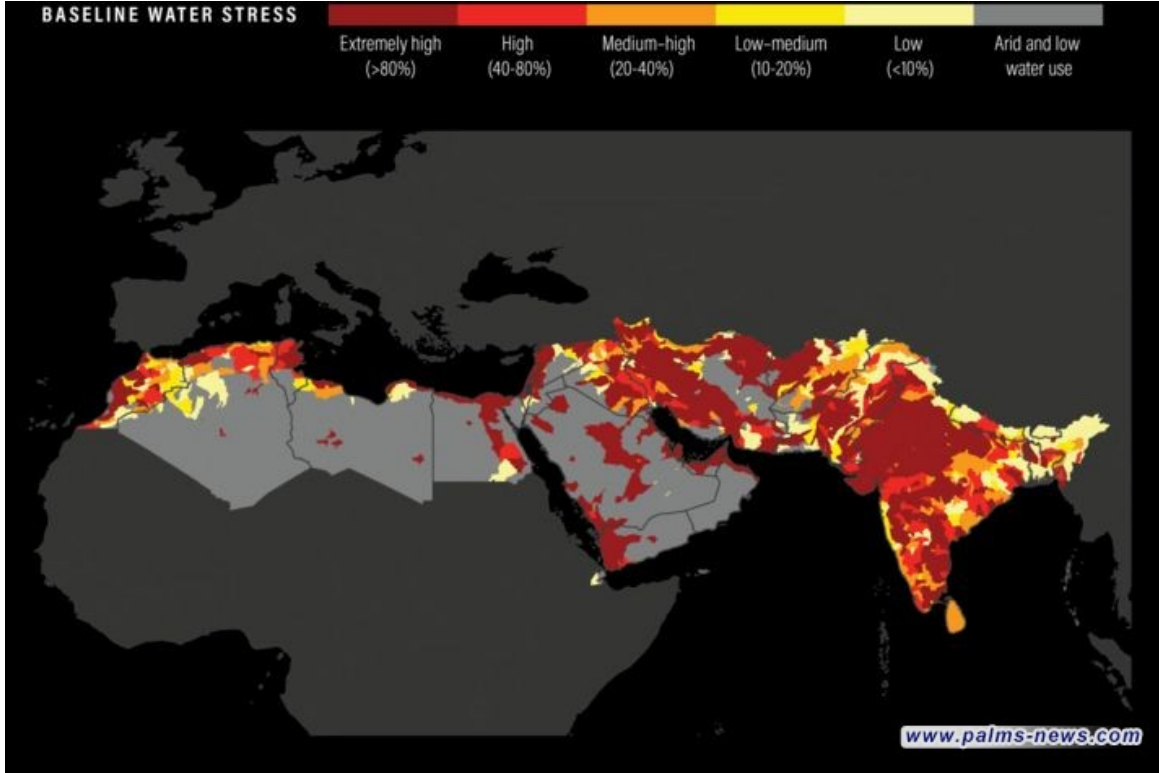 BASELINE WATER STRESS
Extremely high
(>80%)
High
(40-80%)
Medium–high
(20-40%)
Low–medium
(10-20%)
Low
(<10%)
Arid and low
water use
www.palms-news.com